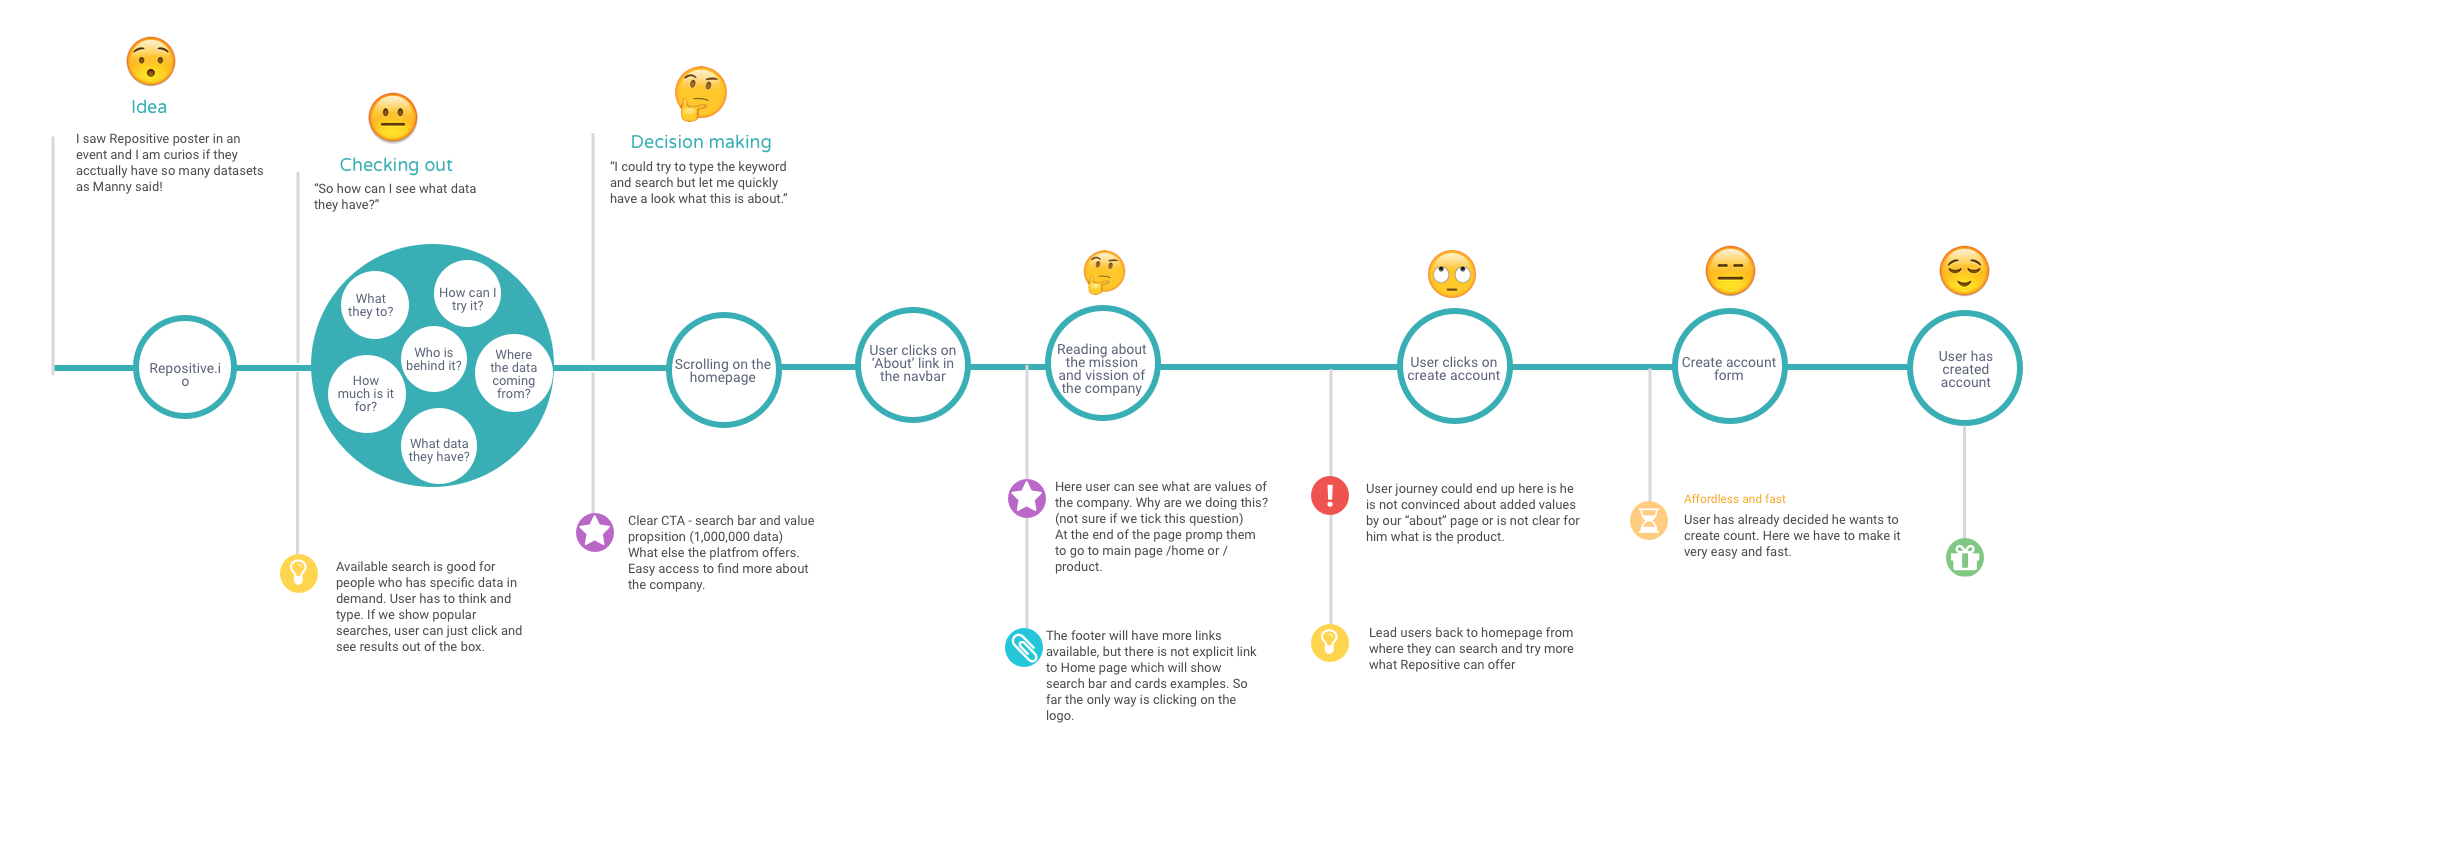 Idea
I saw Repositive poster in an
event and I am curios if they
acctually have so many datasets
as Manny said!
Checking out
“So how can I see what data
they have?”
Decision making
“I could try to type the keyword
and search but let me quickly
have a look what this is about.”
Repositive.i
o
What
they to?
How can I
try it?
Who is
behind it?
Where
the data
coming
from?
How
much is it
for?
What data
they have?
Scrolling on the
homepage
User clicks on
‘About’ link in
the navbar
Reading about
the mission
and vission of
the company
User clicks on
create account
Create account
form
User has
created
account
Available search is good for
people who has specific data in
demand. User has to think and
type. If we show popular
searches, user can just click and
see results out of the box.
Clear CTA - search bar and value
propsition (1,000,000 data)
What else the platfrom offers.
Easy access to find more about
the company.
Here user can see what are values of
the company. Why are we doing this?
(not sure if we tick this question)
At the end of the page promp them
to go to main page /home or /
product.
The footer will have more links
available, but there is not explicit link
to Home page which will show
search bar and cards examples. So
far the only way is clicking on the
logo.
User journey could end up here is he
is not convinced about added values
by our “about” page or is not clear for
him what is the product.
Lead users back to homepage from
where they can search and try more
what Repositive can offer
Affordless and fast
User has already decided he wants to
create count. Here we have to make it
very easy and fast.